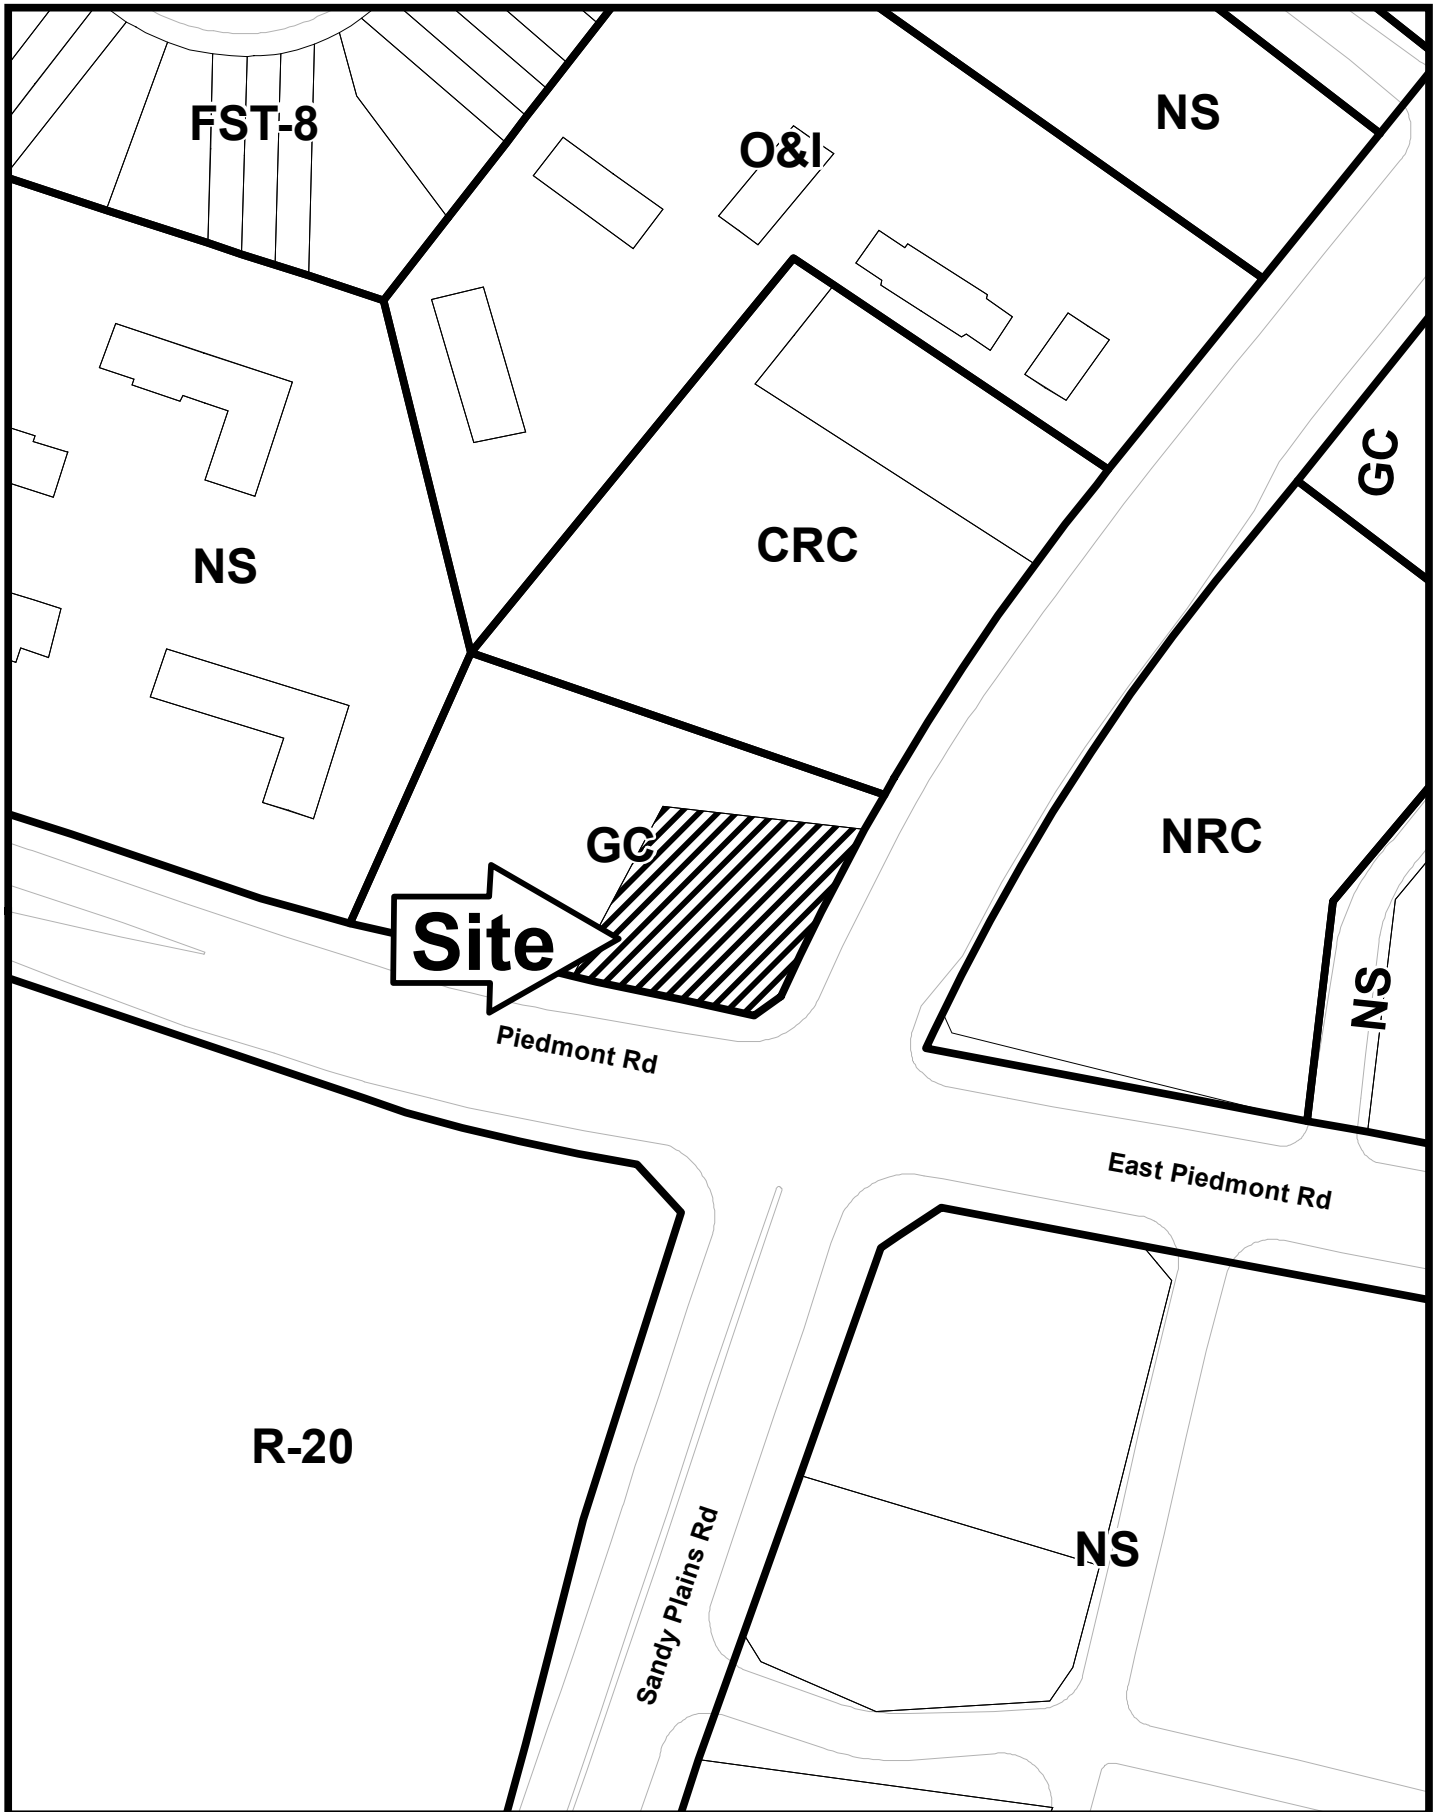 NS
FST-8
O&I
GC
CRC
NS
NRC
GC
Site
NS
Piedmont Rd
East Piedmont Rd
R-20
NS
Sandy Plains Rd